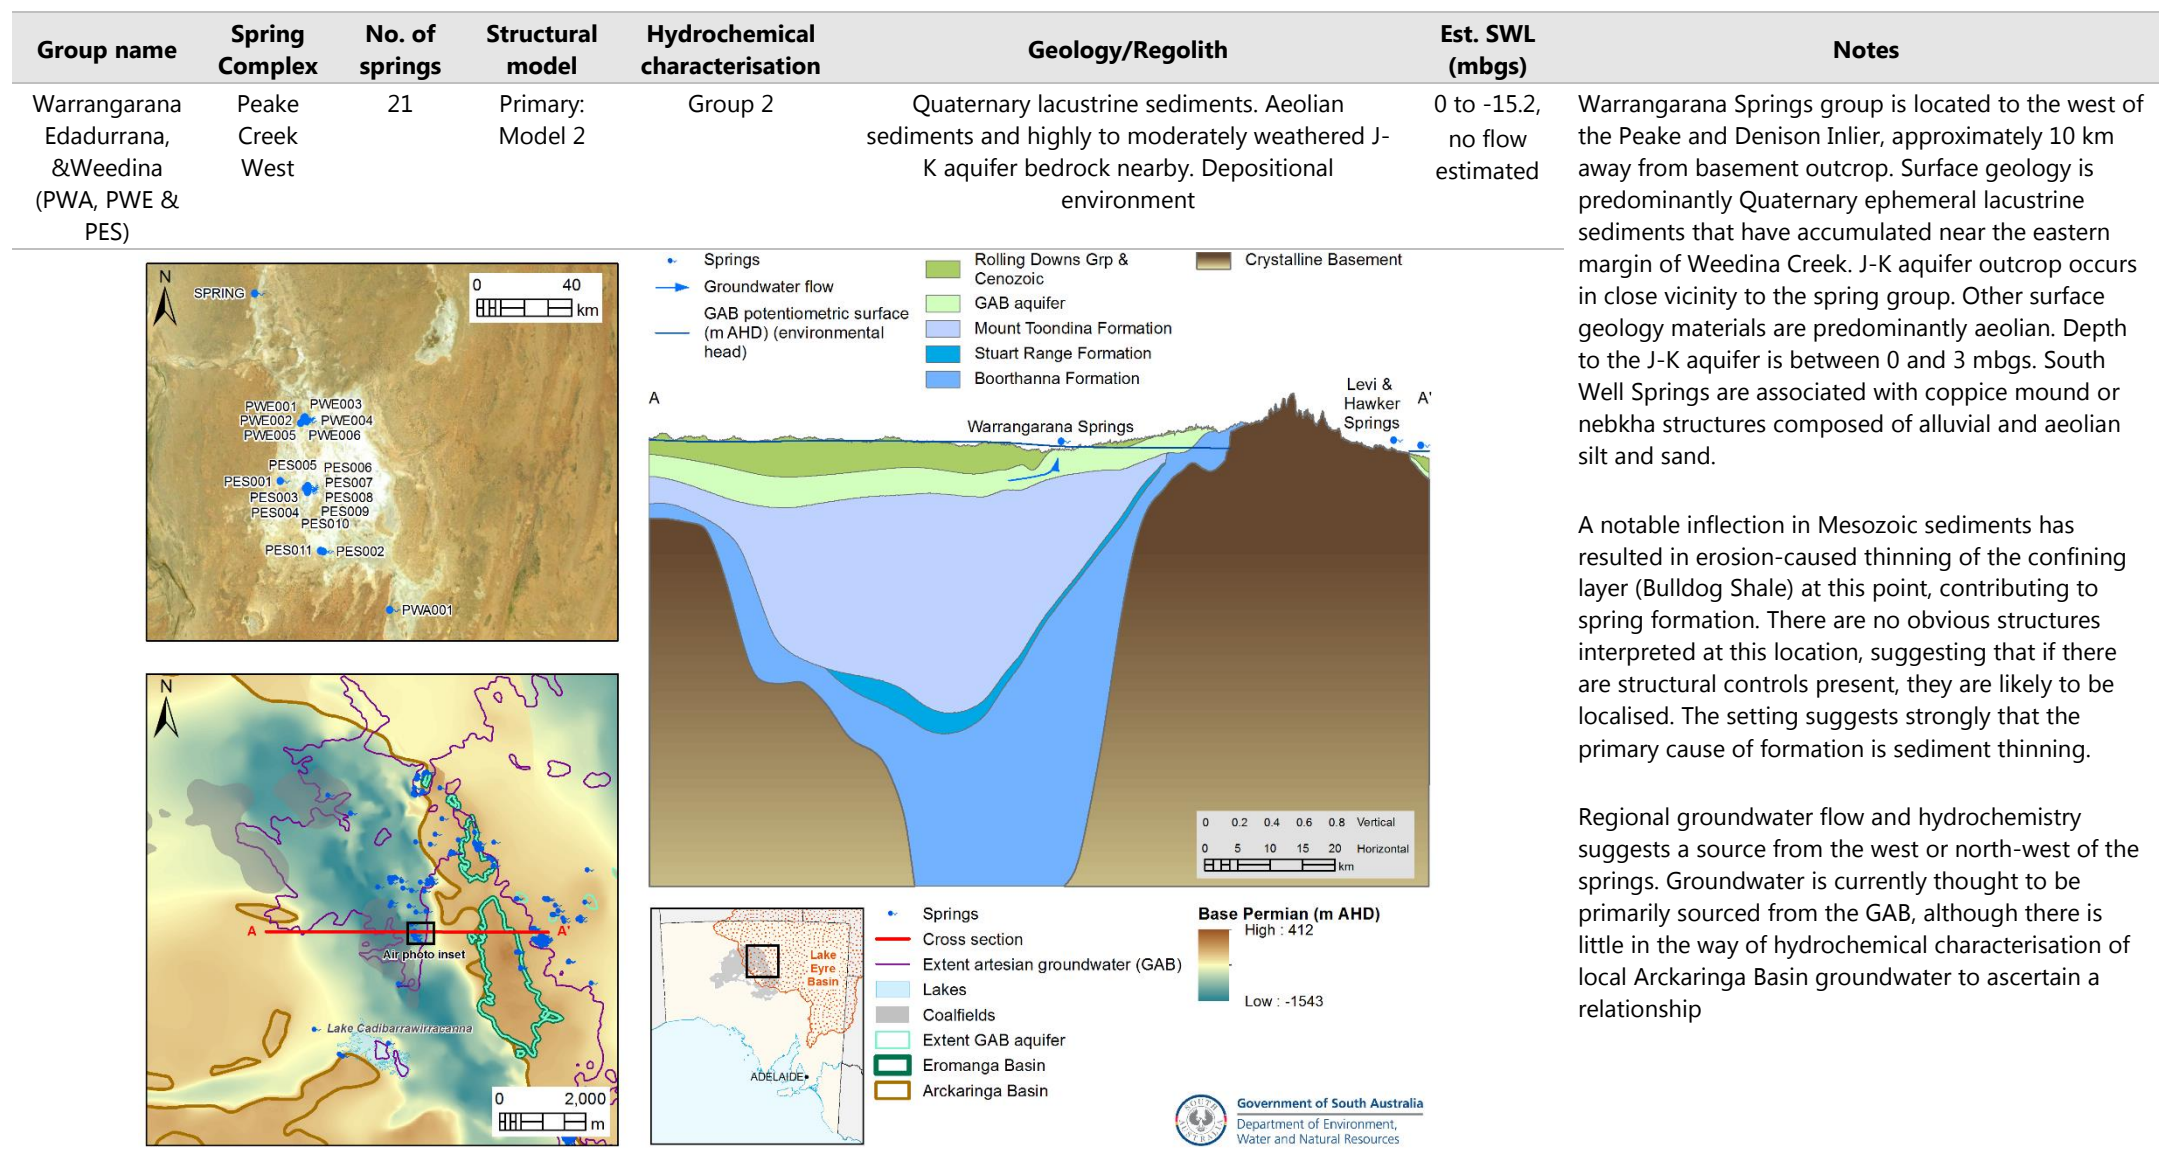 Group name
Spring
Complex
No. of
springs
Structural
model
Hydrochemical
characterisation
Geology/Regolith
Est. SWL
(mbgs)
Notes
Warrangarana
Edadurrana,
&Weedina
(PWA, PWE &
PES)
Peake
Creek
West
21
Primary:
Model 2
Group 2
Quaternary lacustrine sediments. Aeolian
sediments and highly to moderately weathered J-
K aquifer bedrock nearby. Depositional
environment
0 to -15.2,
no flow
estimated
Warrangarana Springs group is located to the west of
the Peake and Denison Inlier, approximately 10 km
away from basement outcrop. Surface geology is
predominantly Quaternary ephemeral lacustrine
sediments that have accumulated near the eastern
margin of Weedina Creek. J-K aquifer outcrop occurs
in close vicinity to the spring group. Other surface
geology materials are predominantly aeolian. Depth
to the J-K aquifer is between 0 and 3 mbgs. South
Well Springs are associated with coppice mound or
nebkha structures composed of alluvial and aeolian
silt and sand.
A notable inflection in Mesozoic sediments has
resulted in erosion-caused thinning of the confining
layer (Bulldog Shale) at this point, contributing to
spring formation. There are no obvious structures
interpreted at this location, suggesting that if there
are structural controls present, they are likely to be
localised. The setting suggests strongly that the
primary cause of formation is sediment thinning.
Regional groundwater flow and hydrochemistry
suggests a source from the west or north-west of the
springs. Groundwater is currently thought to be
primarily sourced from the GAB, although there is
little in the way of hydrochemical characterisation of
local Arckaringa Basin groundwater to ascertain a
relationship
N
SPRING
0 40
km
PWE001 PWE003
PWE002 PWE004
PWE005 PWE006
PES005 PES006
PES001 PES007
PES003 PES008
PES004 PES009
PES010
PES011 PES002
PWA001
Springs
Groundwater flow
GAB potentiometric surface
(m AHD) (environmental
head)
Rolling Downs Grp &
Cenozoic
GAB aquifer
Mount Toondina Formation
Stuart Range Formation
Boorthanna Formation
Crystalline Basement
A
Warrangarana Springs
Levi &
Hawker
Springs
A'
0 0.2 0.4 0.6 0.8 Vertical
0 5 10 15 20 Horizontal
km
N
A
A'
Air photo inset
Lake Cadibarrawirracanna
0 2,000
m
Lake
Eyre
Basin
ADELAIDE
Springs
Cross section
Extent artesian groundwater (GAB)
Lakes
Coalfields
Extent GAB aquifer
Eromanga Basin
Arckaringa Basin
Base Permian (m AHD)
High : 412
Low : -1543
SOUTH
AUSTRALIA
Government of South Australia
Department of Environment,
Water and Natural Resources